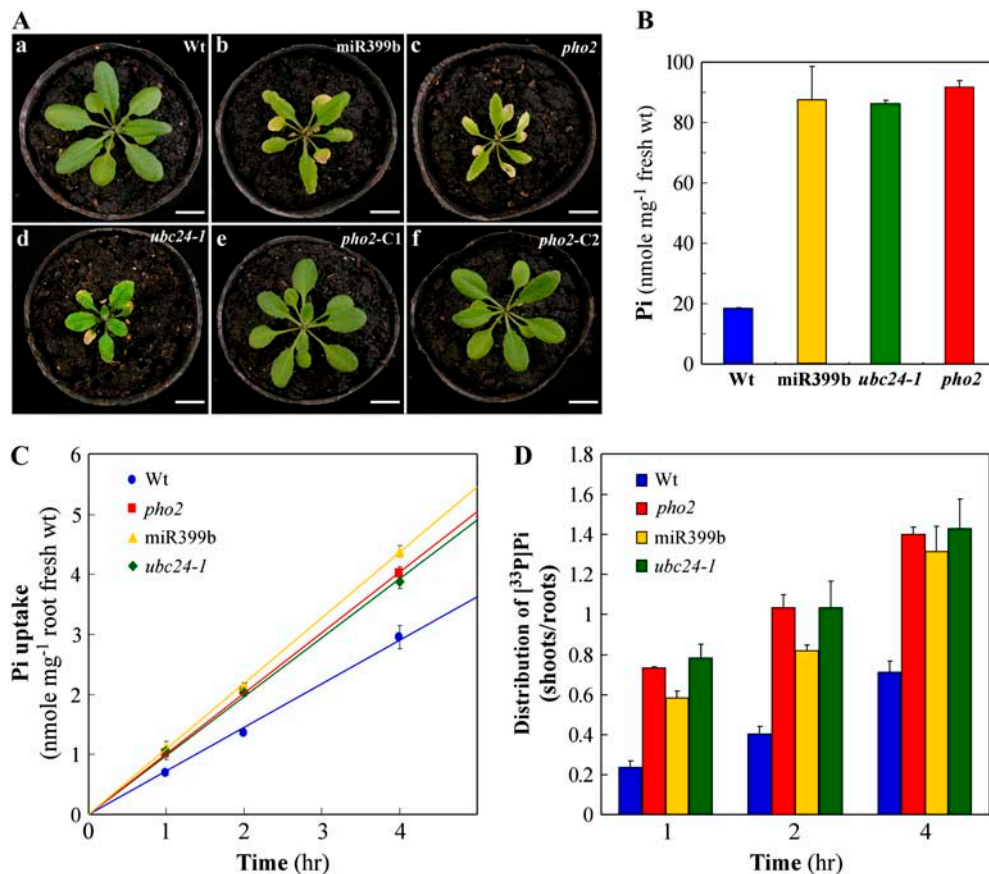 A
a
Wt
b
miR399b
c
pho2
d
ubc24-1
e
pho2-C1
f
pho2-C2
B
Pi (nmole mg-1 fresh wt)
100
80
60
40
20
0
Wt
miR399b
ubc24-1
pho2
C
Pi uptake
(nmole mg-1 root fresh wt)
6
5
4
3
2
1
0
Wt
pho2
miR399b
ubc24-1
0
1
2
3
4
Time (hr)
D
Distribution of [33P]Pi
(shoots/roots)
1.8
1.6
1.4
1.2
1
0.8
0.6
0.4
0.2
0
Wt
pho2
miR399b
ubc24-1
1
2
4
Time (hr)